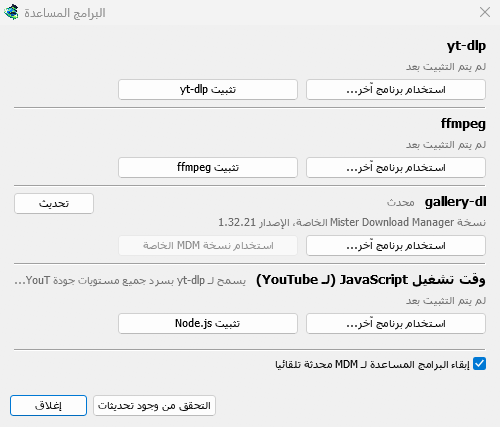 البرامج المساعدة
yt-dlp
لم يتم التثبيت بعد
استخدام برنامج آخر...
تثبيت yt-dlp
ffmpeg
لم يتم التثبيت بعد
استخدام برنامج آخر...
تثبيت ffmpeg
gallery-dl محدث
تحديث
نسخة Mister Download Manager الخاصة، الإصدار 1.32.21
استخدام برنامج آخر...
استخدام نسخة MDM الخاصة
وقت تشغيل JavaScript (لـ YouTube) يسمح لـ yt-dlp بسرد جميع مستويات جودة YouT...
لم يتم التثبيت بعد
استخدام برنامج آخر...
تثبيت Node.js
إبقاء البرامج المساعدة لـ MDM محدثة تلقائيا
التحقق من وجود تحديثات
إغلاق